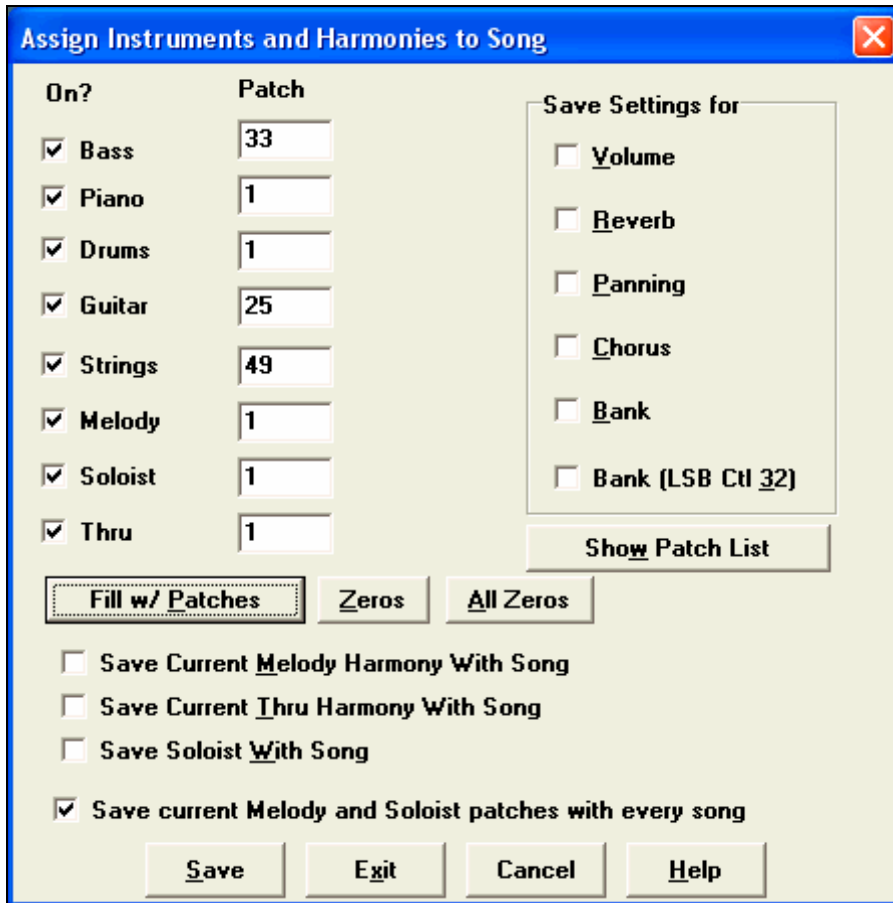 Assign Instruments and Harmonies to Song
On? Patch
Bass 33
Piano 1
Drums 1
Guitar 25
Strings 49
Melody 1
Soloist 1
Thru 1
Save Settings for
Volume
Reverb
Panning
Chorus
Bank
Bank (LSB Ctl 32)
Show Patch List
Fill w/ Patches Zeros All Zeros
Save Current Melody Harmony With Song
Save Current Thru Harmony With Song
Save Soloist With Song
Save current Melody and Soloist patches with every song
Save Exit Cancel Help